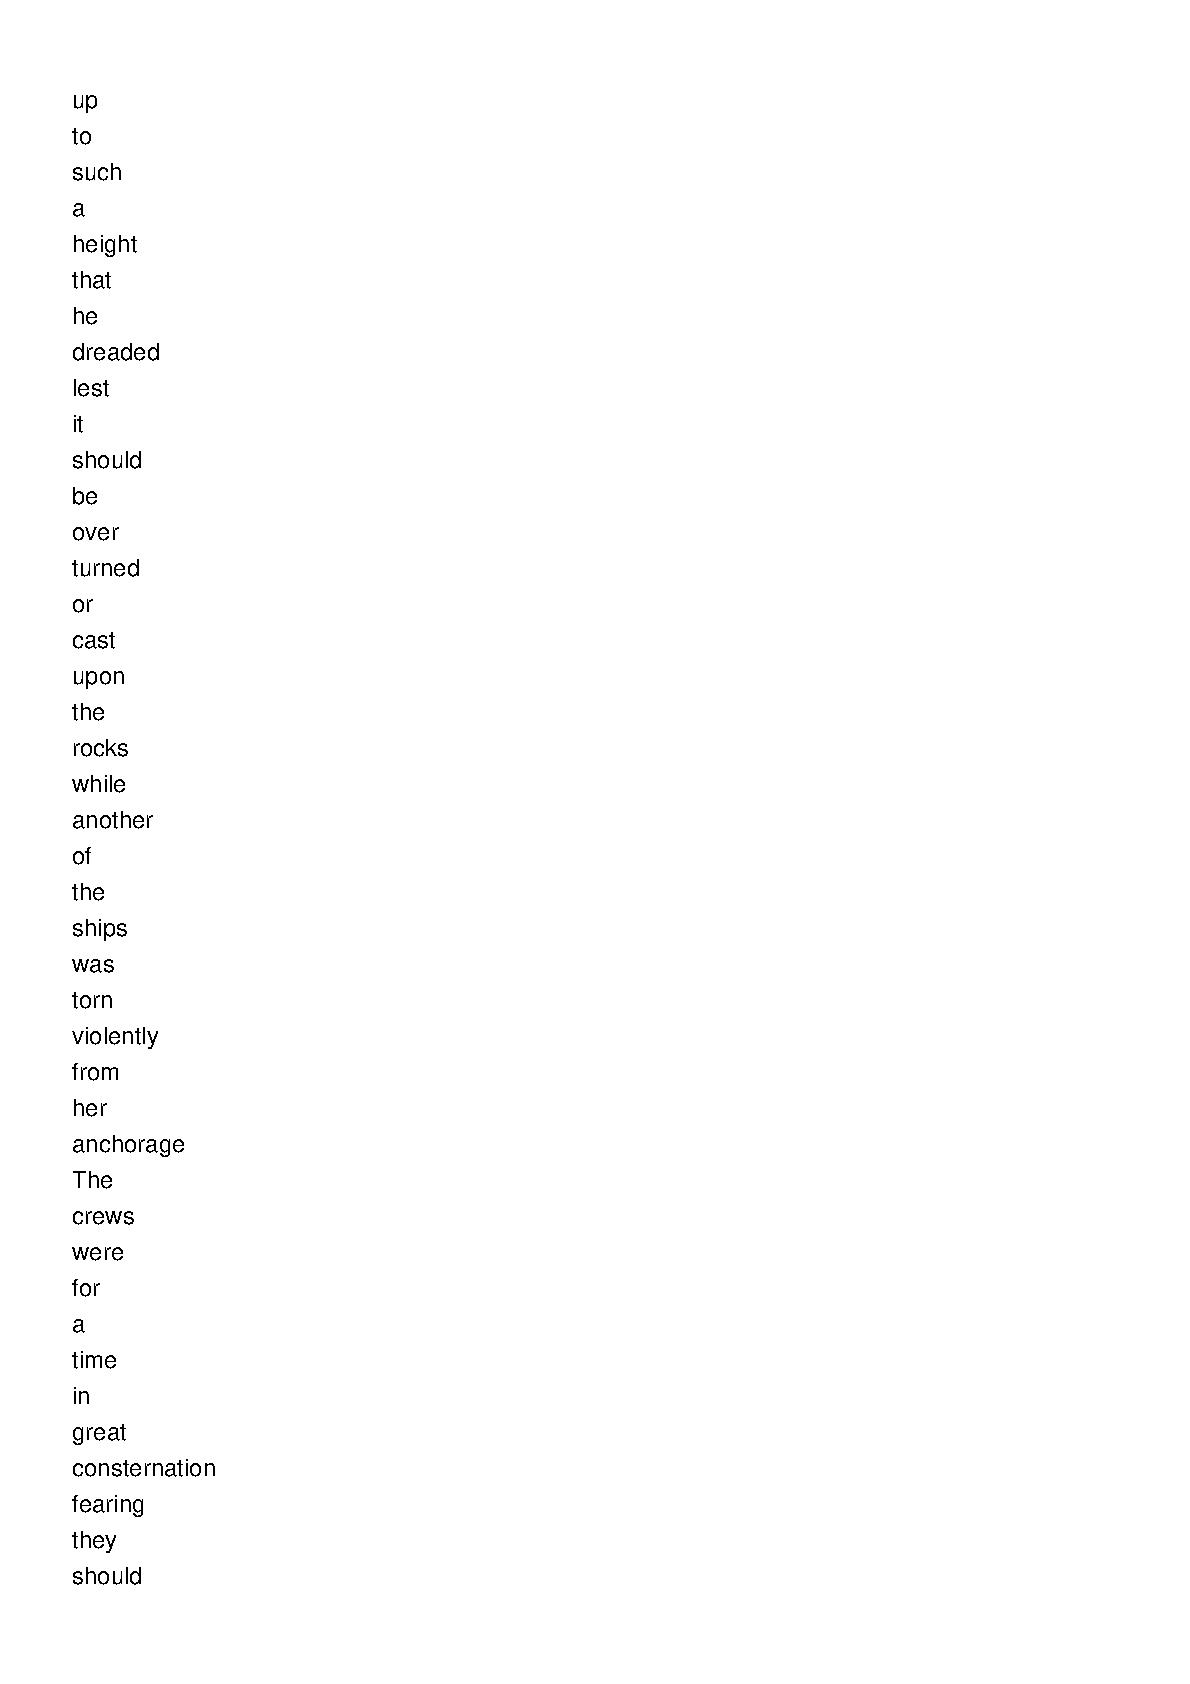 up
to
such
a
height
that
he
dreaded
lest
it
should
be
over
turned
or
cast
upon
the
rocks
while
another
of
the
ships
was
torn
violently
from
her
anchorage
The
crews
were
for
a
time
in
great
consternation
fearing
they
should